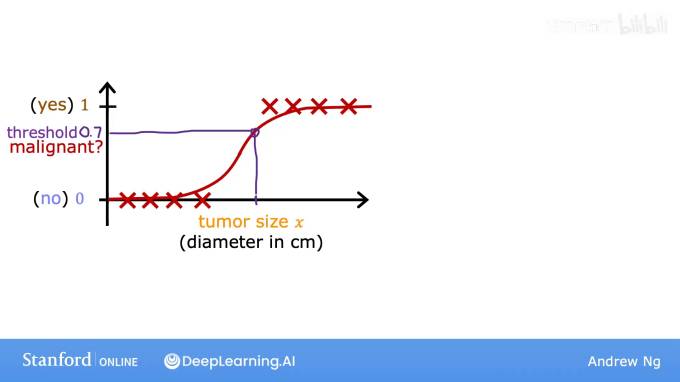 bilibili
(yes) 1
threshold 0.7
malignant?
(no) 0
tumor size x
(diameter in cm)
Stanford ONLINE
DeepLearning.AI
Andrew Ng